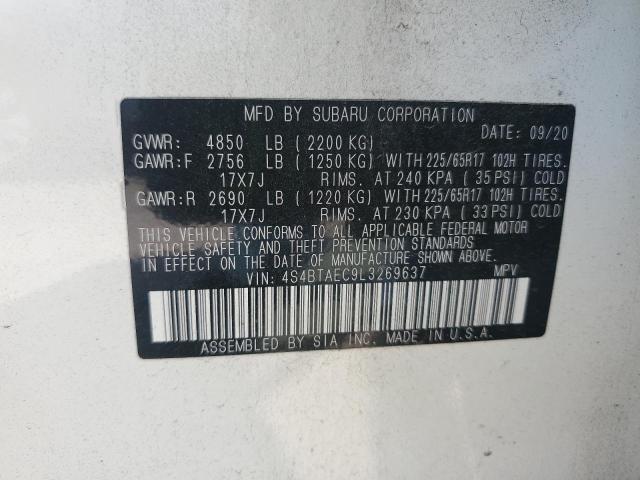 MFD BY SUBARU CORPORATION
DATE: 09/20
GVWR: 4850 LB ( 2200 KG)
GAWR:F 2756 LB ( 1250 KG) WITH 225/65R17 102H TIRES.
17X7J RIMS. AT 240 KPA ( 35 PSI) COLD
GAWR:R 2690 LB ( 1220 KG) WITH 225/65R17 102H TIRES.
17X7J RIMS. AT 230 KPA ( 33 PSI) COLD
THIS VEHICLE CONFORMS TO ALL APPLICABLE FEDERAL MOTOR
VEHICLE SAFETY AND THEFT PREVENTION STANDARDS
IN EFFECT ON THE DATE OF MANUFACTURE SHOWN ABOVE.
VIN: 4S4BTAEC9L3269637 MPV
ASSEMBLED BY SIA INC. MADE IN U.S.A.